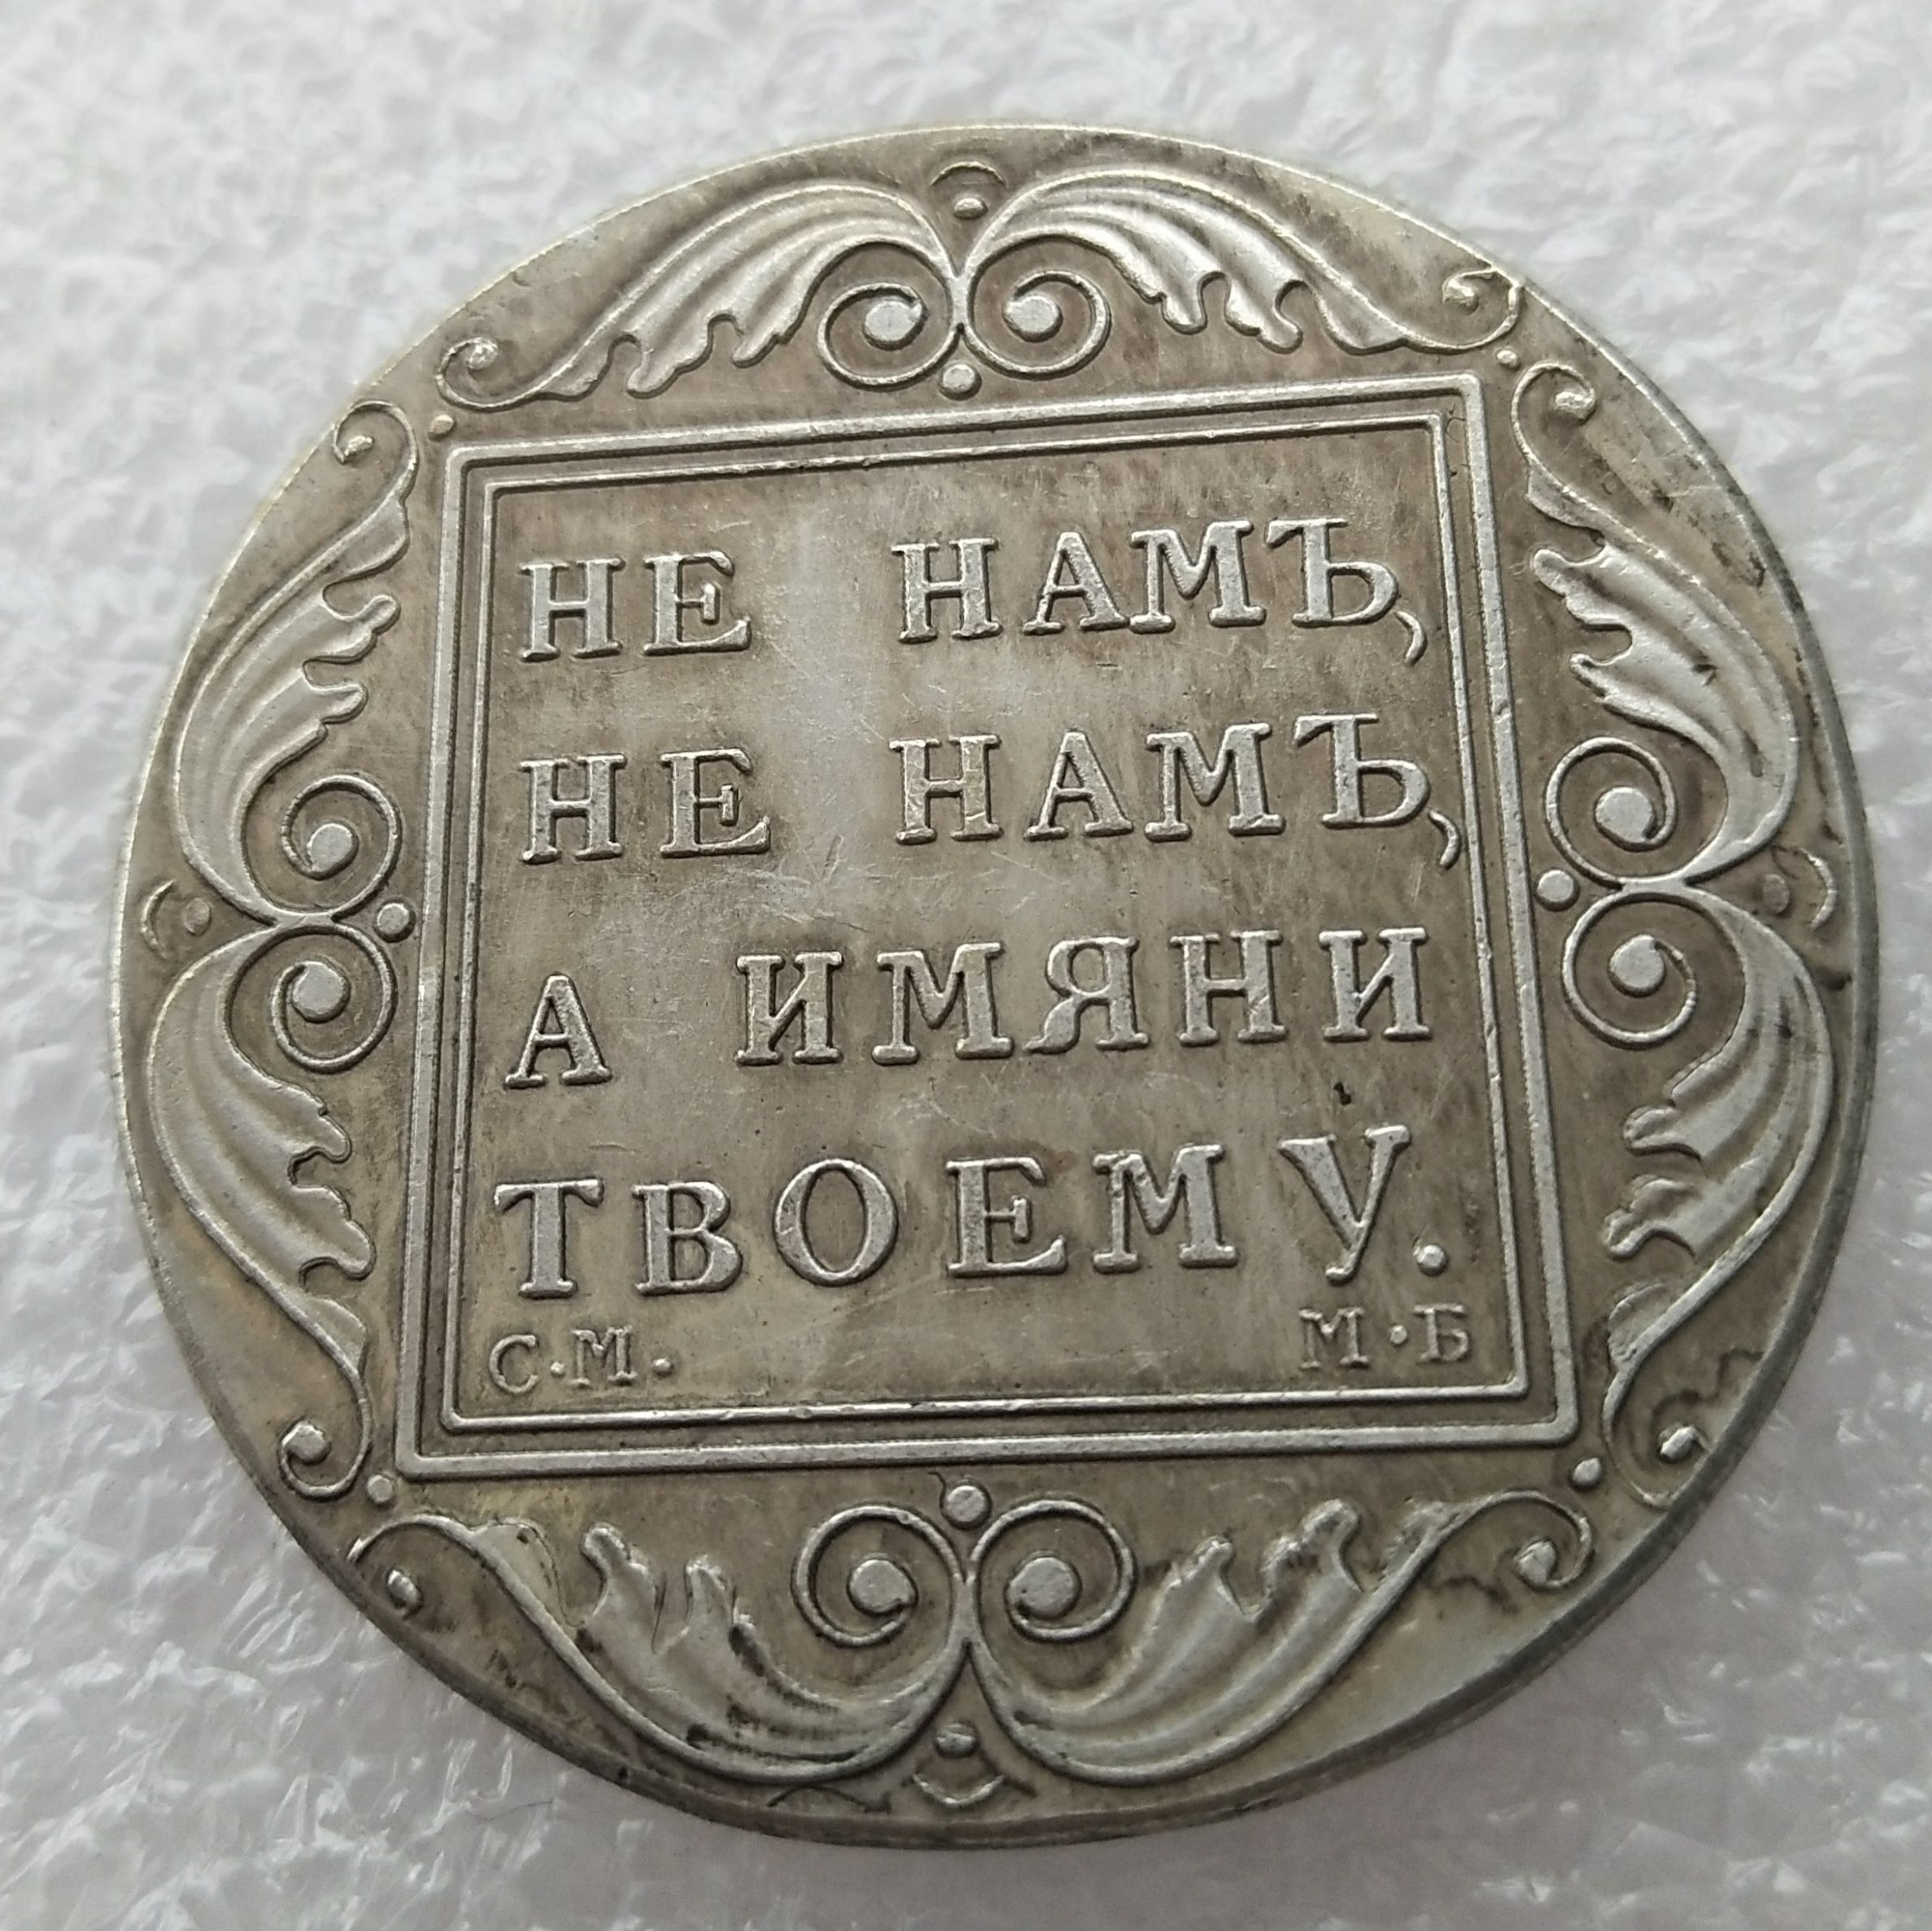 НЕ НАМЪ,
НЕ НАМЪ,
А ИМЯНИ
ТВОЕМУ.
С·М· М·Б